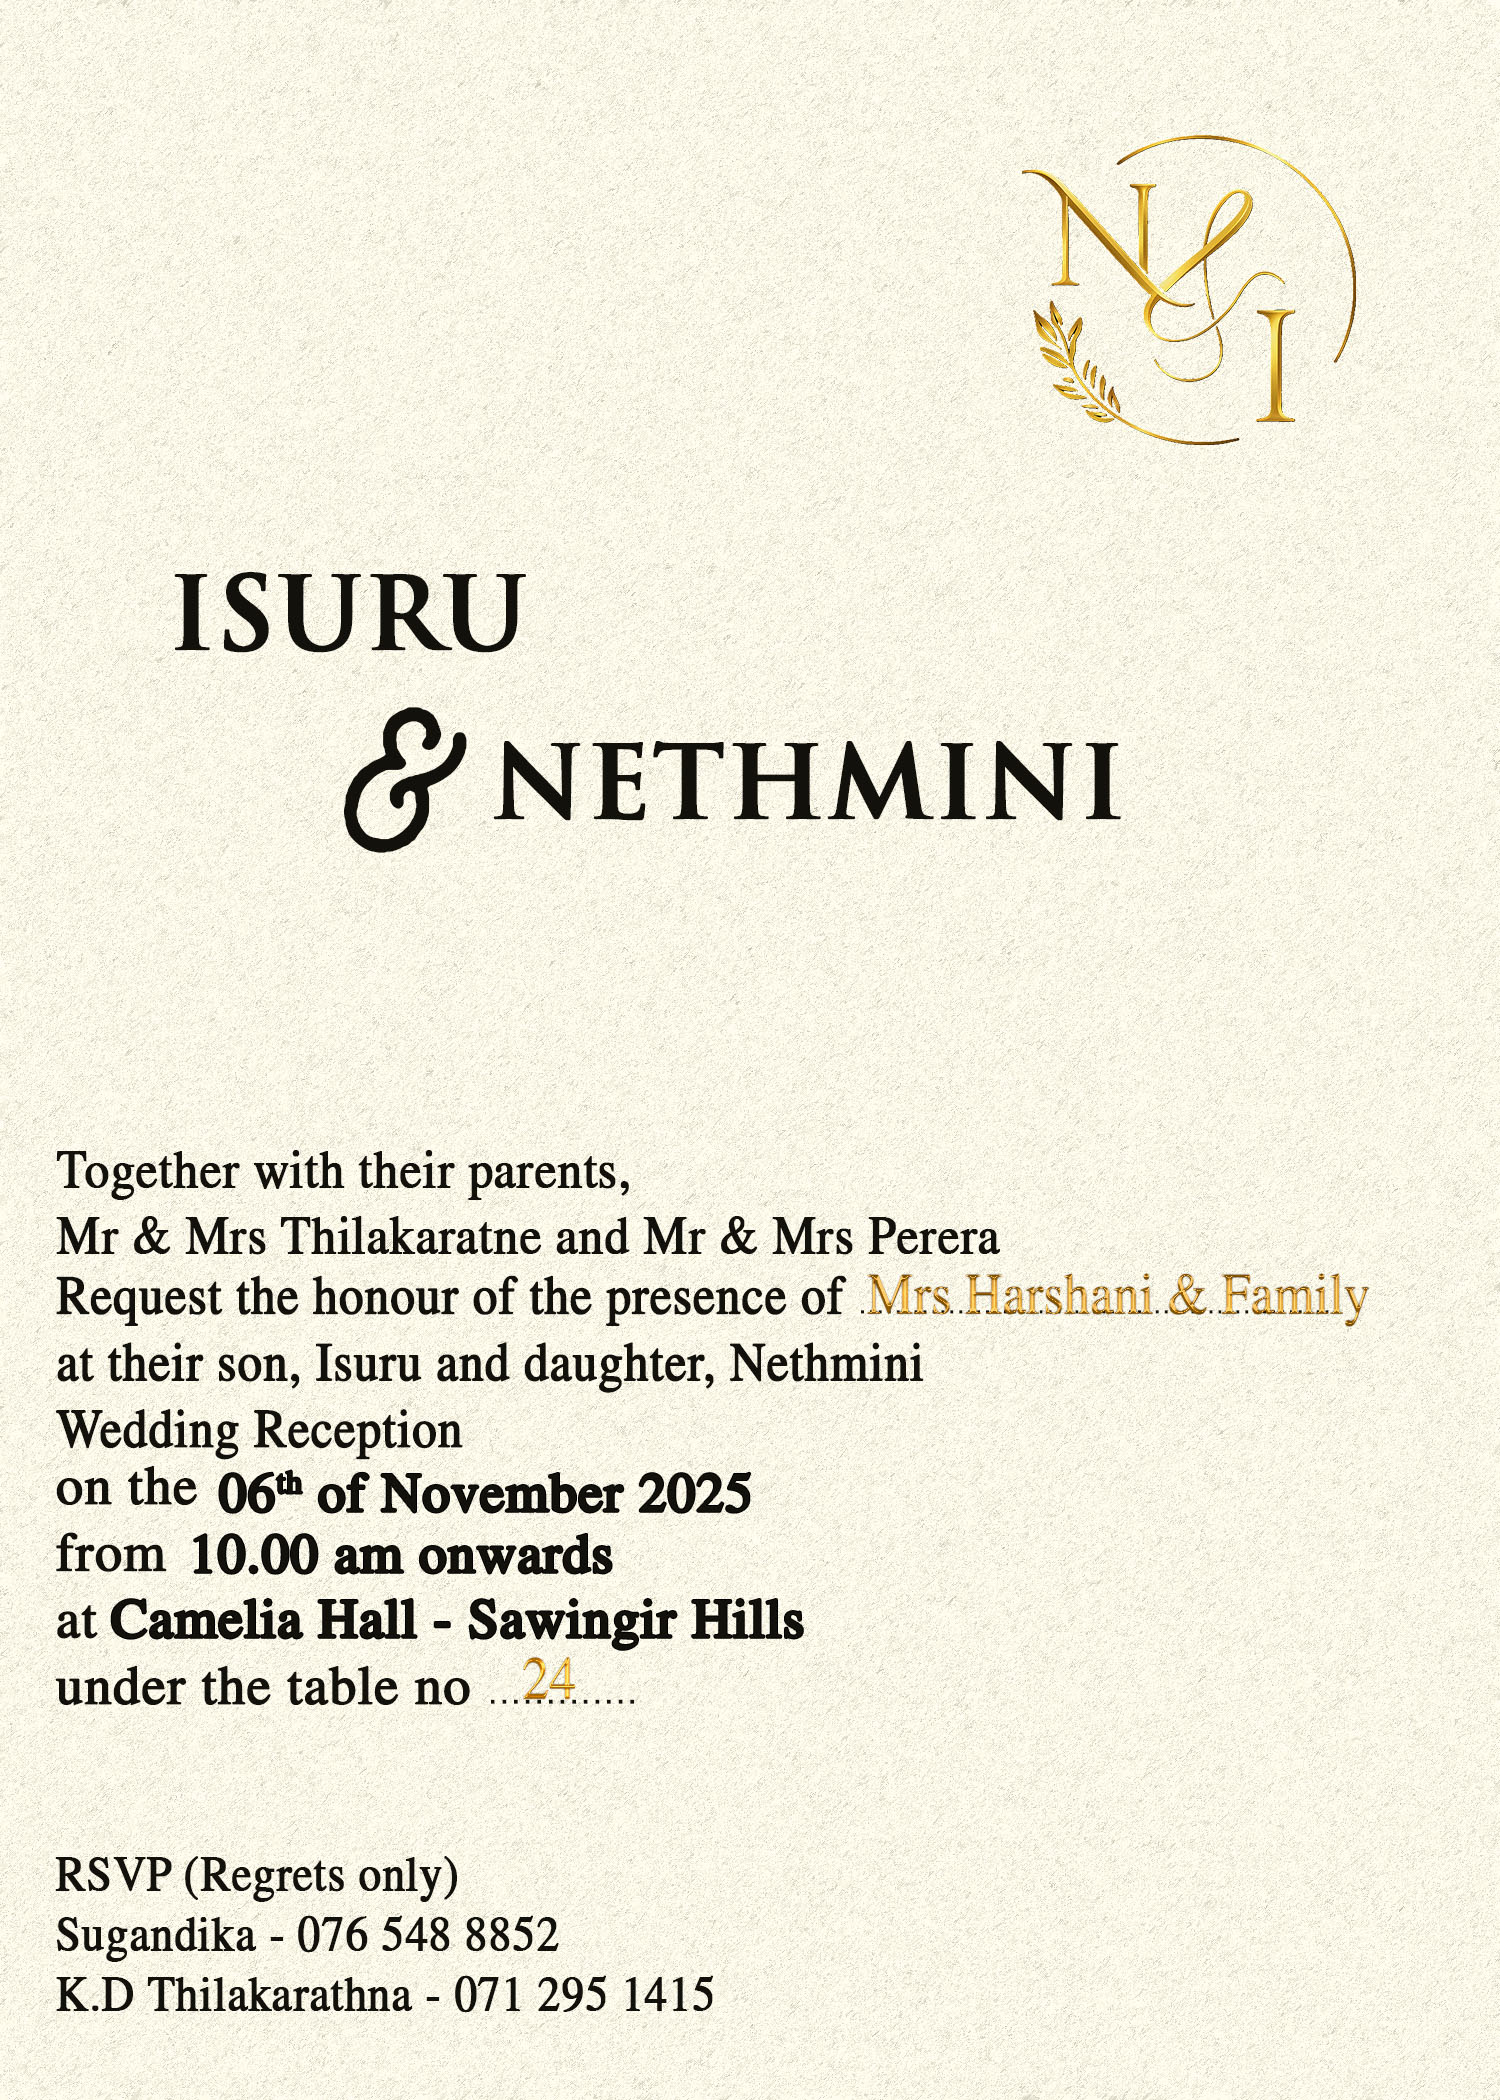 N & I
ISURU
& NETHMINI
Together with their parents,
Mr & Mrs Thilakaratne and Mr & Mrs Perera
Request the honour of the presence of Mrs Harshani & Family
at their son, Isuru and daughter, Nethmini
Wedding Reception
on the 06th of November 2025
from 10.00 am onwards
at Camelia Hall - Sawingir Hills
under the table no ....24....
RSVP (Regrets only)
Sugandika - 076 548 8852
K.D Thilakarathna - 071 295 1415